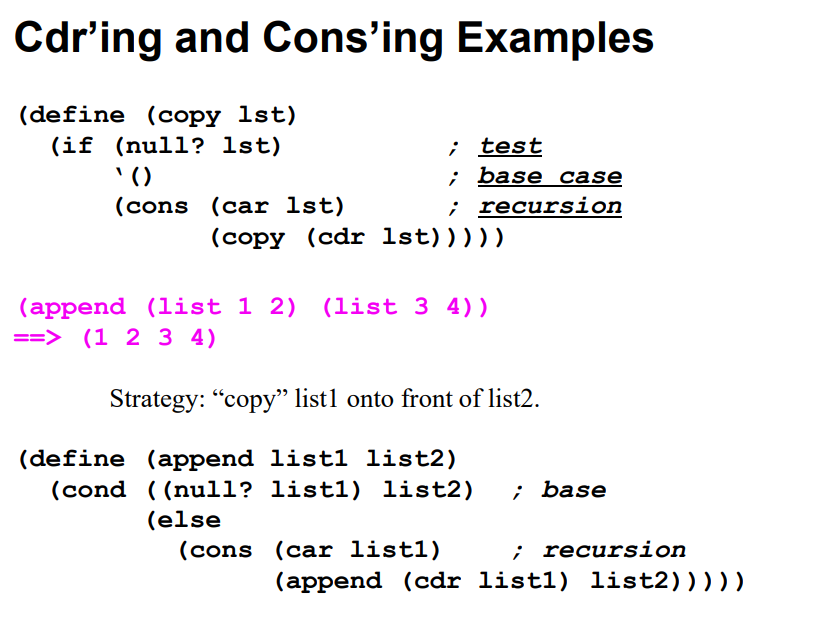 Cdr’ing and Cons’ing Examples
(define (copy lst)
(if (null? lst) ; test
‘() ; base case
(cons (car lst) ; recursion
(copy (cdr lst)))))
(append (list 1 2) (list 3 4))
==> (1 2 3 4)
Strategy: “copy” list1 onto front of list2.
(define (append list1 list2)
(cond ((null? list1) list2) ; base
(else
(cons (car list1) ; recursion
(append (cdr list1) list2)))))